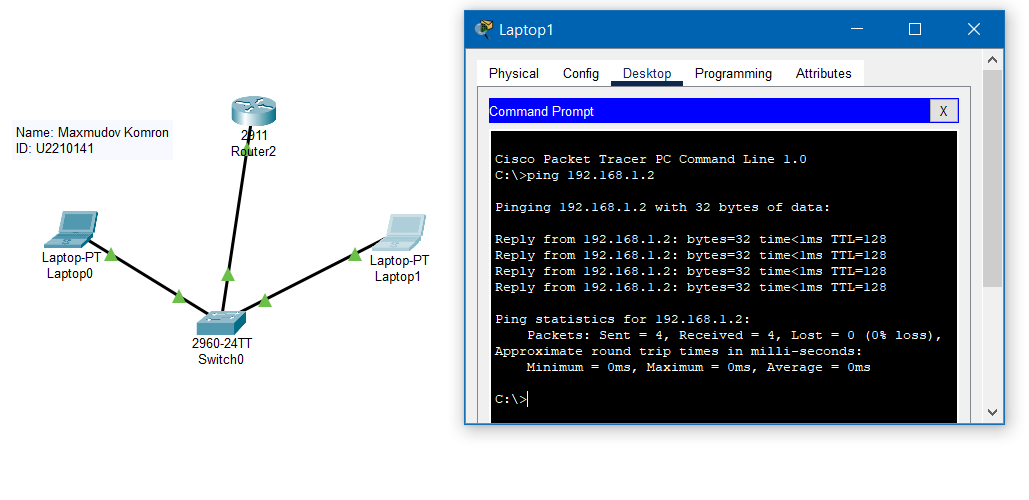 Name: Maxmudov Komron
ID: U2210141
2911
Router2
Laptop-PT
Laptop0
Laptop-PT
Laptop1
2960-24TT
Switch0
Laptop1
Physical Config Desktop Programming Attributes
Command Prompt
X
Cisco Packet Tracer PC Command Line 1.0
C:\>ping 192.168.1.2
Pinging 192.168.1.2 with 32 bytes of data:
Reply from 192.168.1.2: bytes=32 time<1ms TTL=128
Reply from 192.168.1.2: bytes=32 time<1ms TTL=128
Reply from 192.168.1.2: bytes=32 time<1ms TTL=128
Reply from 192.168.1.2: bytes=32 time<1ms TTL=128
Ping statistics for 192.168.1.2:
Packets: Sent = 4, Received = 4, Lost = 0 (0% loss),
Approximate round trip times in milli-seconds:
Minimum = 0ms, Maximum = 0ms, Average = 0ms
C:\>